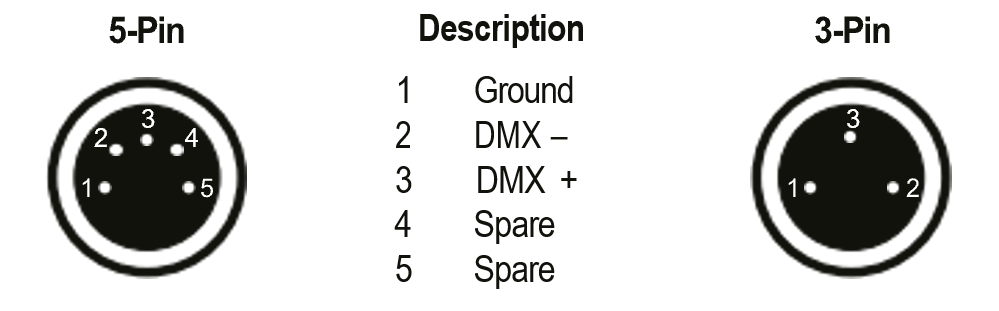 5-Pin Description 3-Pin
1 Ground
2 DMX –
3 DMX +
4 Spare
5 Spare
1 2 3 4 5
1 3 2